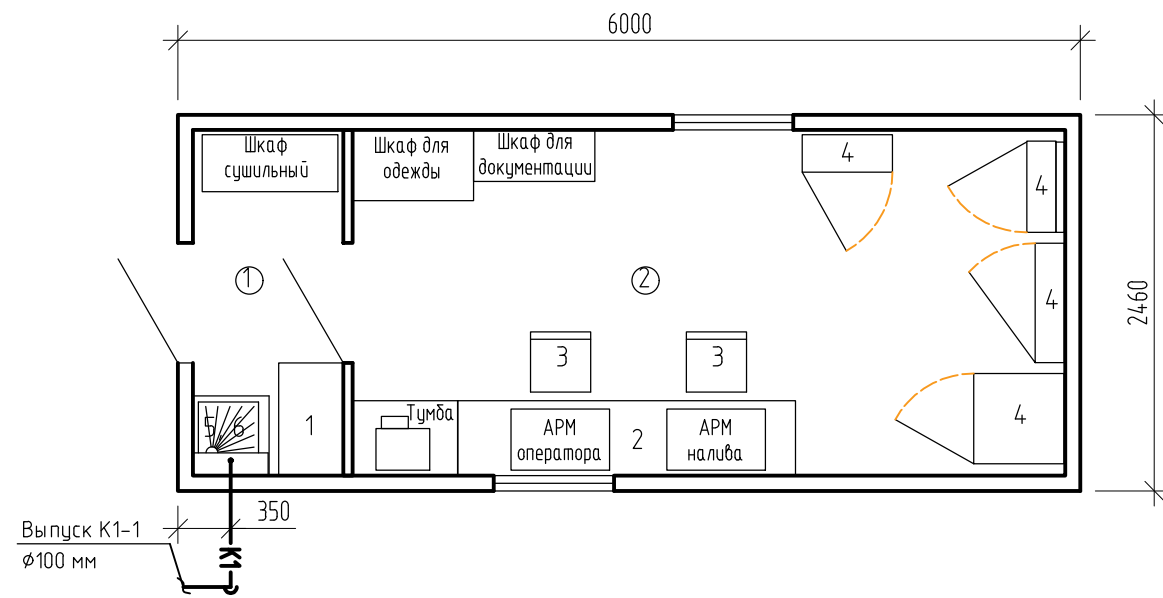 6000
Шкаф
сушильный
Шкаф для
одежды
Шкаф для
документации
4
4
1
2
4
2460
3
3
4
5
6
1
Тумба
АРМ
оператора
2
АРМ
налива
350
Выпуск К1-1
Ø100 мм
К1